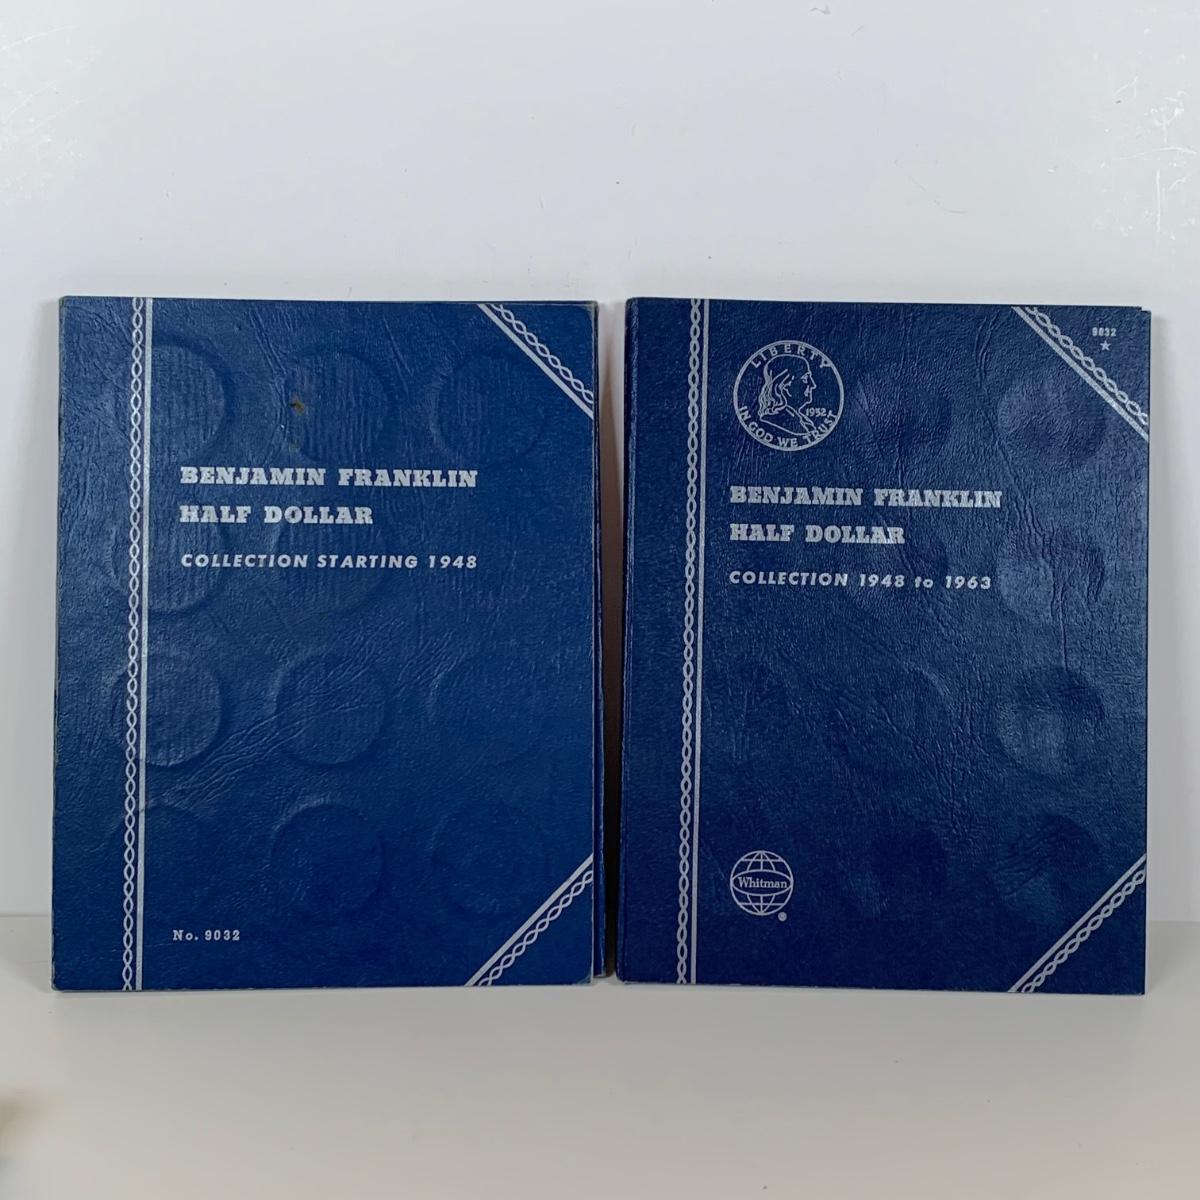 BENJAMIN FRANKLIN
HALF DOLLAR
COLLECTION STARTING 1948
No. 9032
9032
LIBERTY
1952
IN GOD WE TRUST
BENJAMIN FRANKLIN
HALF DOLLAR
COLLECTION 1948 to 1963
Whitman
®